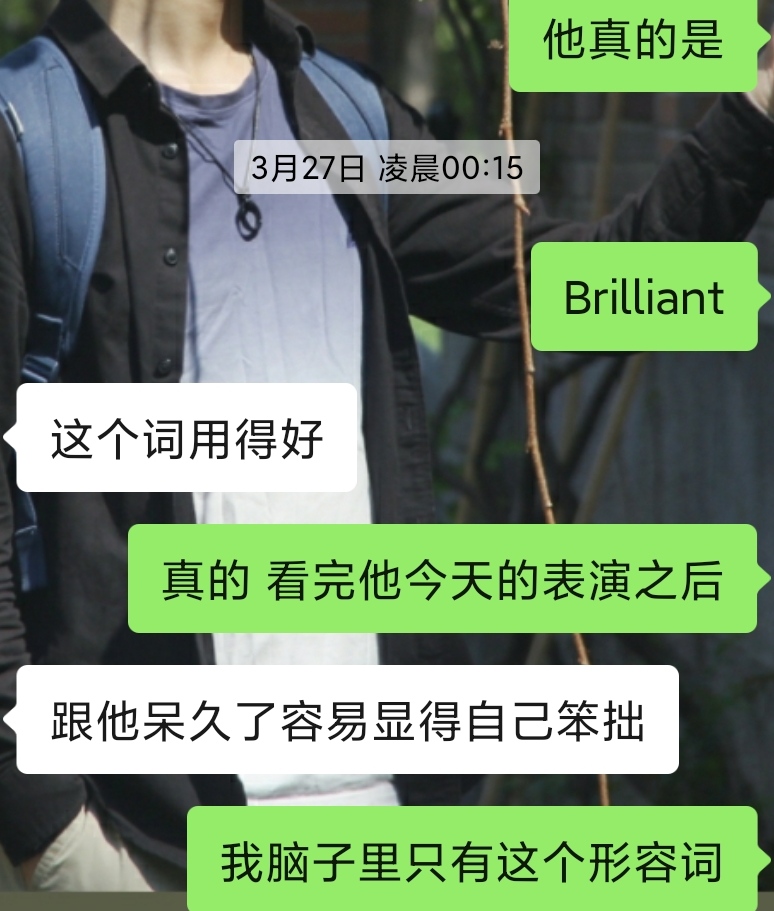 他真的是
3月27日 凌晨00:15
Brilliant
这个词用得好
真的 看完他今天的表演之后
跟他呆久了容易显得自己笨拙
我脑子里只有这个形容词